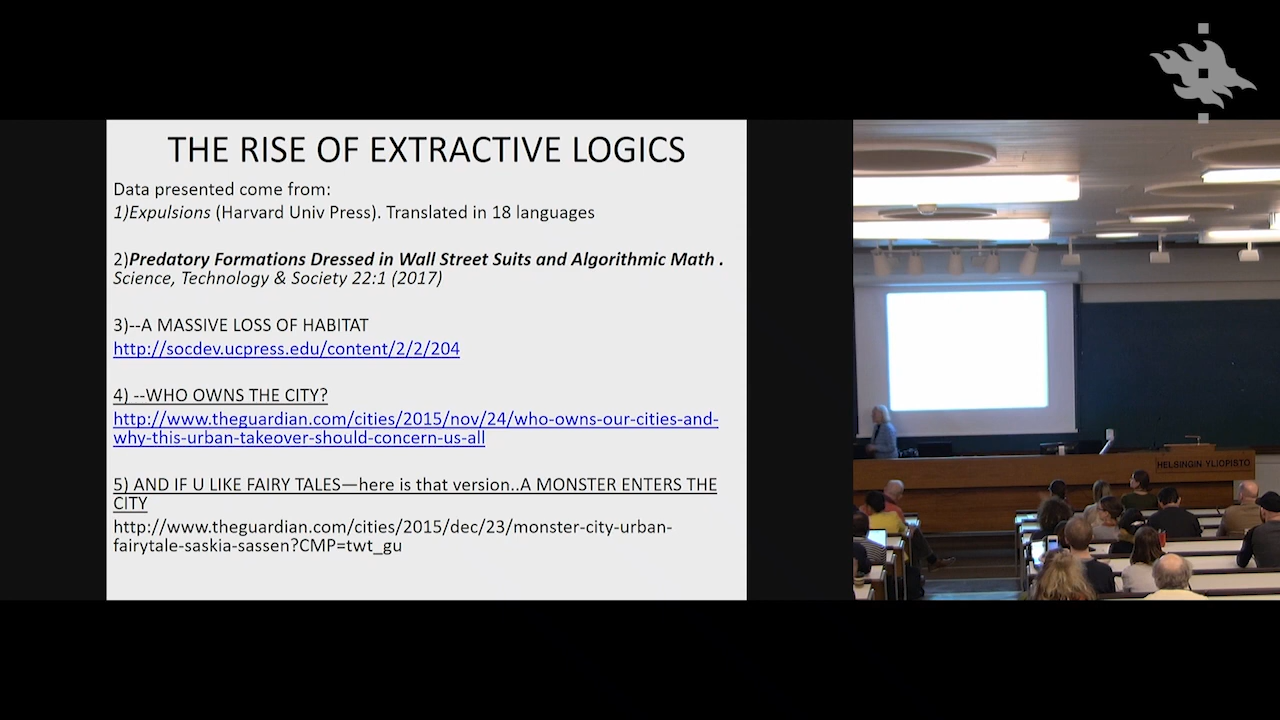 THE RISE OF EXTRACTIVE LOGICS
Data presented come from:
1)Expulsions (Harvard Univ Press). Translated in 18 languages
2)Predatory Formations Dressed in Wall Street Suits and Algorithmic Math .
Science, Technology & Society 22:1 (2017)
3)--A MASSIVE LOSS OF HABITAT
http://socdev.ucpress.edu/content/2/2/204
4) --WHO OWNS THE CITY?
http://www.theguardian.com/cities/2015/nov/24/who-owns-our-cities-and-
why-this-urban-takeover-should-concern-us-all
5) AND IF U LIKE FAIRY TALES—here is that version..A MONSTER ENTERS THE
CITY
http://www.theguardian.com/cities/2015/dec/23/monster-city-urban-
fairytale-saskia-sassen?CMP=twt_gu
HELSINGIN YLIOPISTO